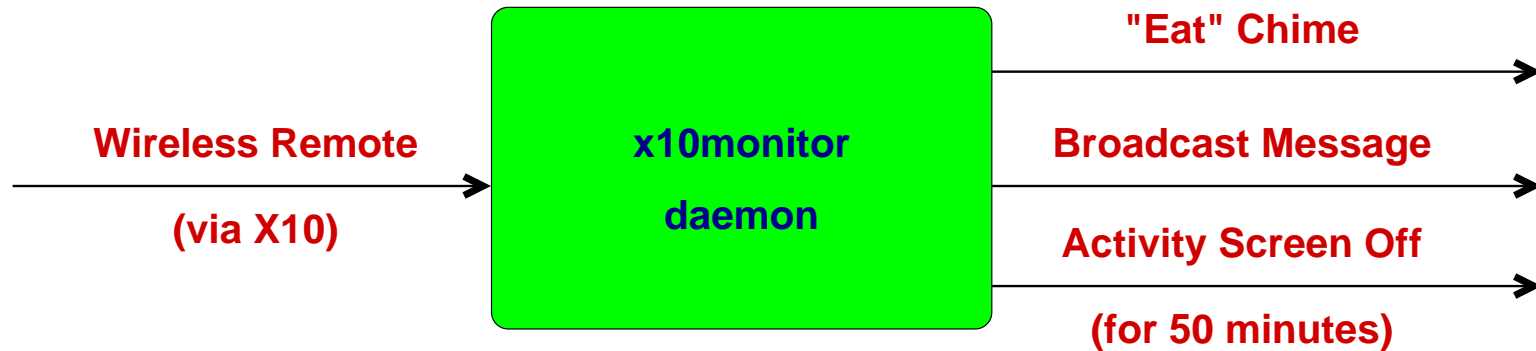 Wireless Remote
(via X10)
x10monitor
daemon
"Eat" Chime
Broadcast Message
Activity Screen Off
(for 50 minutes)